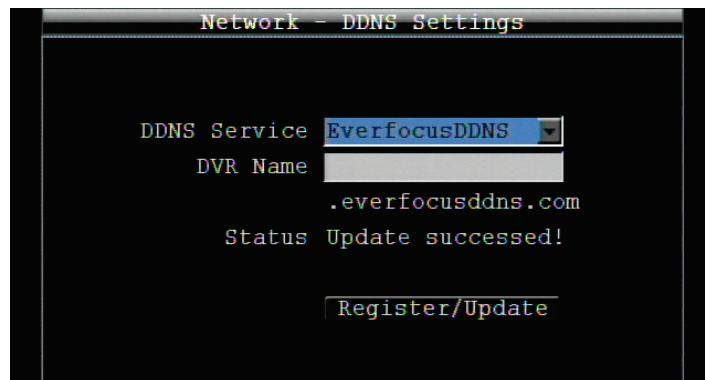 Network - DDNS Settings
DDNS Service EverfocusDDNS
DVR Name
.everfocusddns.com
Status Update successed!
Register/Update